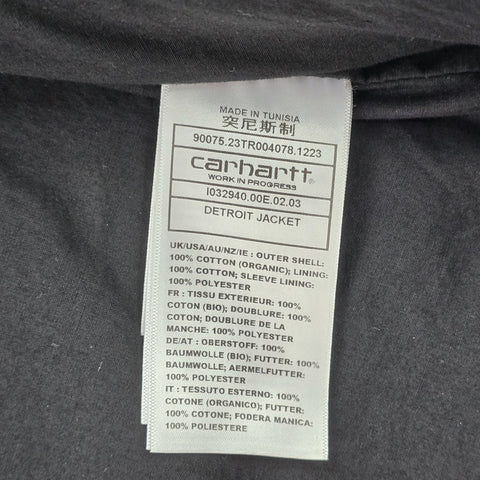 MADE IN TUNISIA
突尼斯制
90075.23TR004078.1223
carhartt
WORK IN PROGRESS
I032940.00E.02.03
DETROIT JACKET
UK/USA/AU/NZ/IE : OUTER SHELL:
100% COTTON (ORGANIC); LINING:
100% COTTON; SLEEVE LINING:
100% POLYESTER
FR : TISSU EXTERIEUR: 100%
COTON (BIO); DOUBLURE: 100%
COTON; DOUBLURE DE LA
MANCHE: 100% POLYESTER
DE/AT : OBERSTOFF: 100%
BAUMWOLLE (BIO); FUTTER: 100%
BAUMWOLLE; AERMELFUTTER:
100% POLYESTER
IT : TESSUTO ESTERNO: 100%
COTONE (ORGANICO); FUTTER:
100% COTONE; FODERA MANICA:
100% POLIESTERE